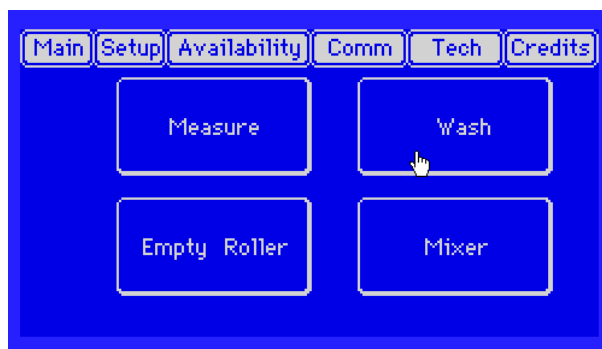 Main Setup Availability Comm Tech Credits
Measure Wash
Empty Roller Mixer